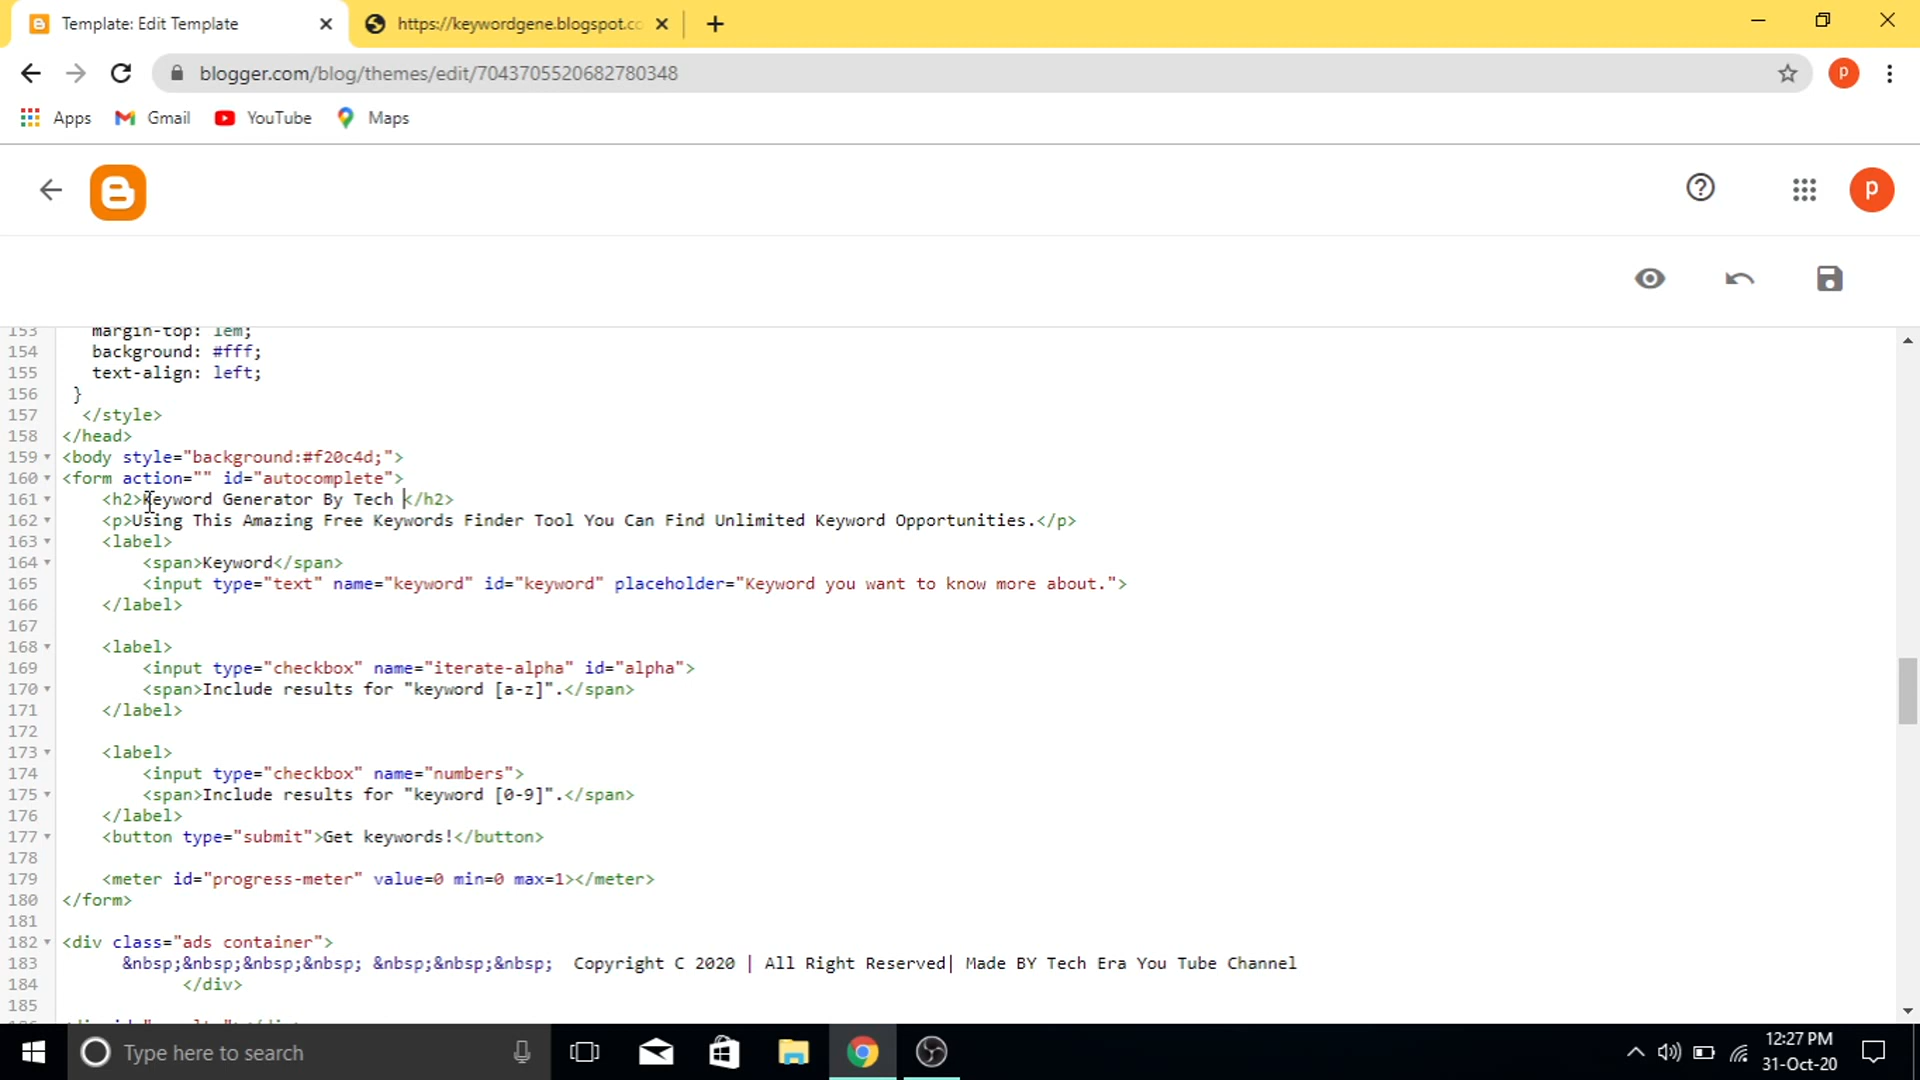 Template: Edit Template
https://keywordgene.blogspot.co
blogger.com/blog/themes/edit/7043705520682780348
P
Apps
Gmail
YouTube
Maps
P
153 margin-top: 1em;
154 background: #fff;
155 text-align: left;
156 }
157 </style>
158 </head>
159 <body style="background:#f20c4d;">
160 <form action="" id="autocomplete">
161 <h2>Keyword Generator By Tech </h2>
162 <p>Using This Amazing Free Keywords Finder Tool You Can Find Unlimited Keyword Opportunities.</p>
163 <label>
164 <span>Keyword</span>
165 <input type="text" name="keyword" id="keyword" placeholder="Keyword you want to know more about.">
166 </label>
167
168 <label>
169 <input type="checkbox" name="iterate-alpha" id="alpha">
170 <span>Include results for "keyword [a-z]".</span>
171 </label>
172
173 <label>
174 <input type="checkbox" name="numbers">
175 <span>Include results for "keyword [0-9]".</span>
176 </label>
177 <button type="submit">Get keywords!</button>
178
179 <meter id="progress-meter" value=0 min=0 max=1></meter>
180 </form>
181
182 <div class="ads container">
183 &nbsp;&nbsp;&nbsp;&nbsp; &nbsp;&nbsp;&nbsp; Copyright C 2020 | All Right Reserved| Made BY Tech Era You Tube Channel
184 </div>
185
Type here to search
12:27 PM
31-Oct-20